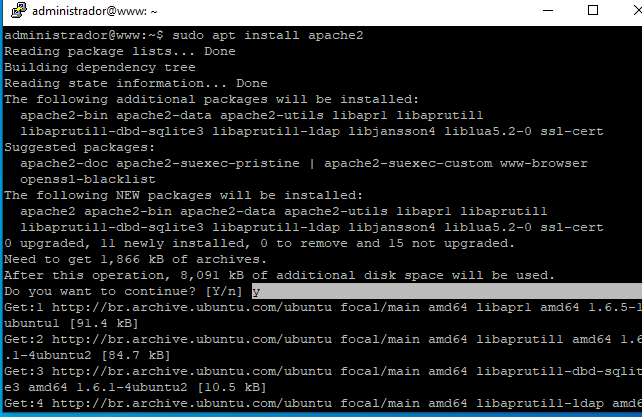 administrador@www: ~
administrador@www:~$ sudo apt install apache2
Reading package lists... Done
Building dependency tree
Reading state information... Done
The following additional packages will be installed:
apache2-bin apache2-data apache2-utils libapr1 libaprutil1
libaprutil1-dbd-sqlite3 libaprutil1-ldap libjansson4 liblua5.2-0 ssl-cert
Suggested packages:
apache2-doc apache2-suexec-pristine | apache2-suexec-custom www-browser
openssl-blacklist
The following NEW packages will be installed:
apache2 apache2-bin apache2-data apache2-utils libapr1 libaprutil1
libaprutil1-dbd-sqlite3 libaprutil1-ldap libjansson4 liblua5.2-0 ssl-cert
0 upgraded, 11 newly installed, 0 to remove and 15 not upgraded.
Need to get 1,866 kB of archives.
After this operation, 8,091 kB of additional disk space will be used.
Do you want to continue? [Y/n] y
Get:1 http://br.archive.ubuntu.com/ubuntu focal/main amd64 libapr1 amd64 1.6.5-1
ubuntu1 [91.4 kB]
Get:2 http://br.archive.ubuntu.com/ubuntu focal/main amd64 libaprutil1 amd64 1.6
.1-4ubuntu2 [84.7 kB]
Get:3 http://br.archive.ubuntu.com/ubuntu focal/main amd64 libaprutil1-dbd-sqlit
e3 amd64 1.6.1-4ubuntu2 [10.5 kB]
Get:4 http://br.archive.ubuntu.com/ubuntu focal/main amd64 libaprutil1-ldap amd6